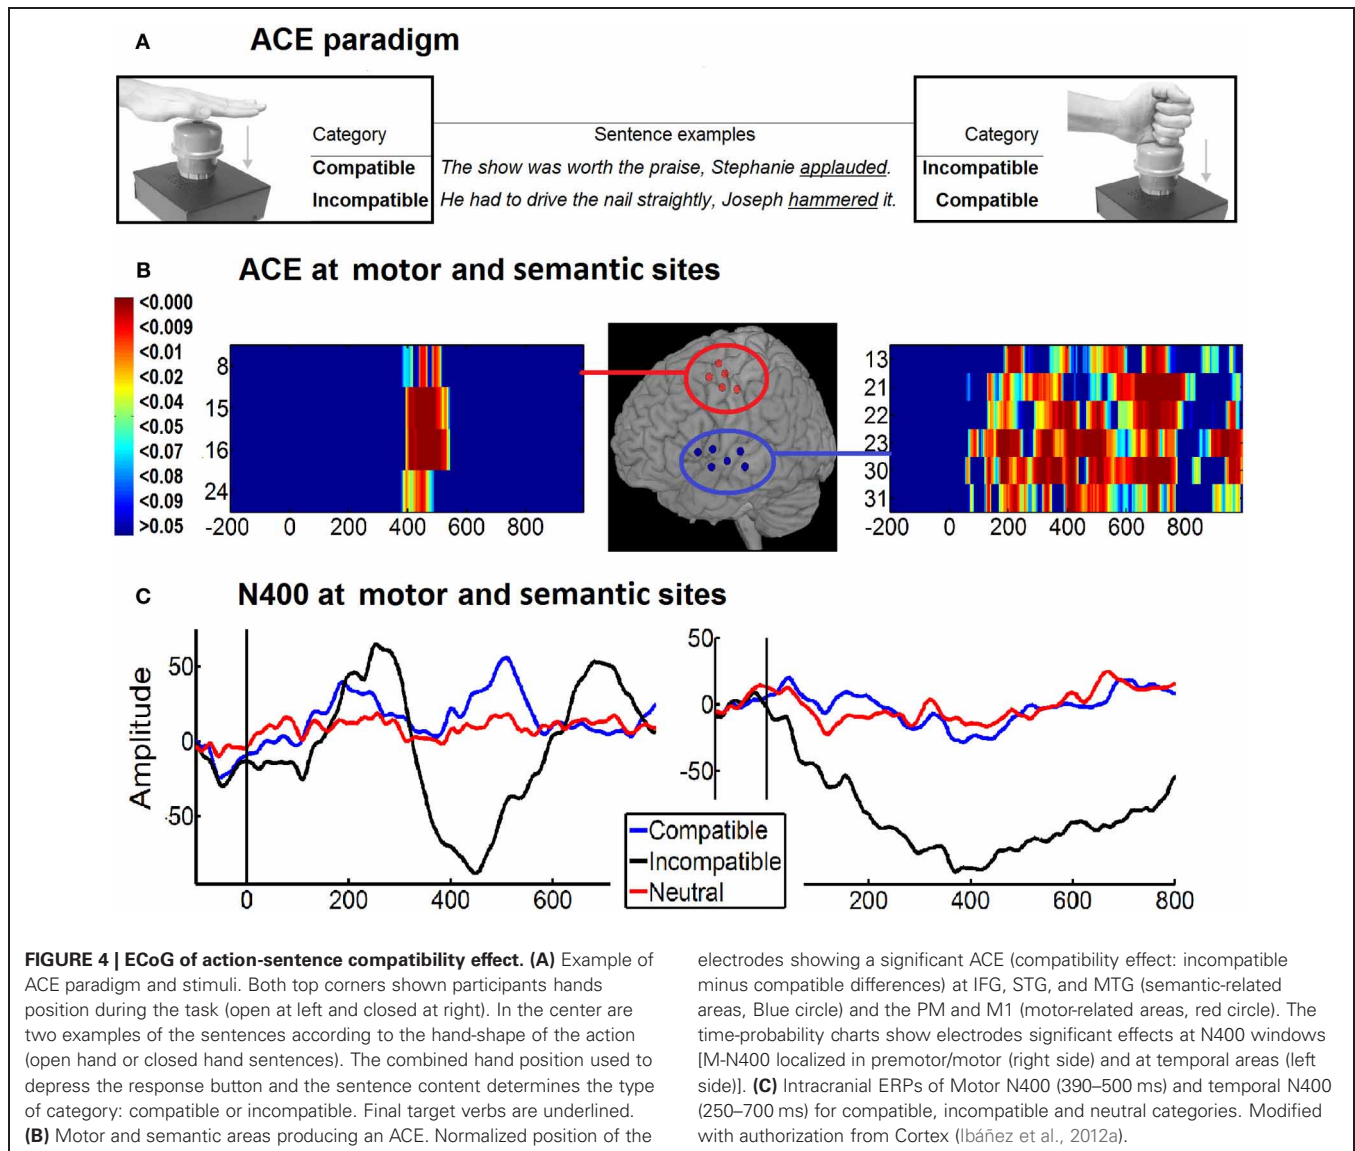 A ACE paradigm
Category Sentence examples Category
Compatible The show was worth the praise, Stephanie applauded. Incompatible
Incompatible He had to drive the nail straightly, Joseph hammered it. Compatible
B ACE at motor and semantic sites
<0.000
<0.009
<0.01
<0.02
<0.04
<0.05
<0.07
<0.08
<0.09
>0.05
8
15
16
24
-200 0 200 400 600 800
13
21
22
23
30
31
-200 0 200 400 600 800
C N400 at motor and semantic sites
Amplitude
50
0
-50
0 200 400 600
50
0
-50
200 400 600 800
Compatible
Incompatible
Neutral
FIGURE 4 | ECoG of action-sentence compatibility effect. (A) Example of
ACE paradigm and stimuli. Both top corners shown participants hands
position during the task (open at left and closed at right). In the center are
two examples of the sentences according to the hand-shape of the action
(open hand or closed hand sentences). The combined hand position used to
depress the response button and the sentence content determines the type
of category: compatible or incompatible. Final target verbs are underlined.
(B) Motor and semantic areas producing an ACE. Normalized position of the
electrodes showing a significant ACE (compatibility effect: incompatible
minus compatible differences) at IFG, STG, and MTG (semantic-related
areas, Blue circle) and the PM and M1 (motor-related areas, red circle). The
time-probability charts show electrodes significant effects at N400 windows
[M-N400 localized in premotor/motor (right side) and at temporal areas (left
side)]. (C) Intracranial ERPs of Motor N400 (390–500 ms) and temporal N400
(250–700 ms) for compatible, incompatible and neutral categories. Modified
with authorization from Cortex (Ibáñez et al., 2012a).